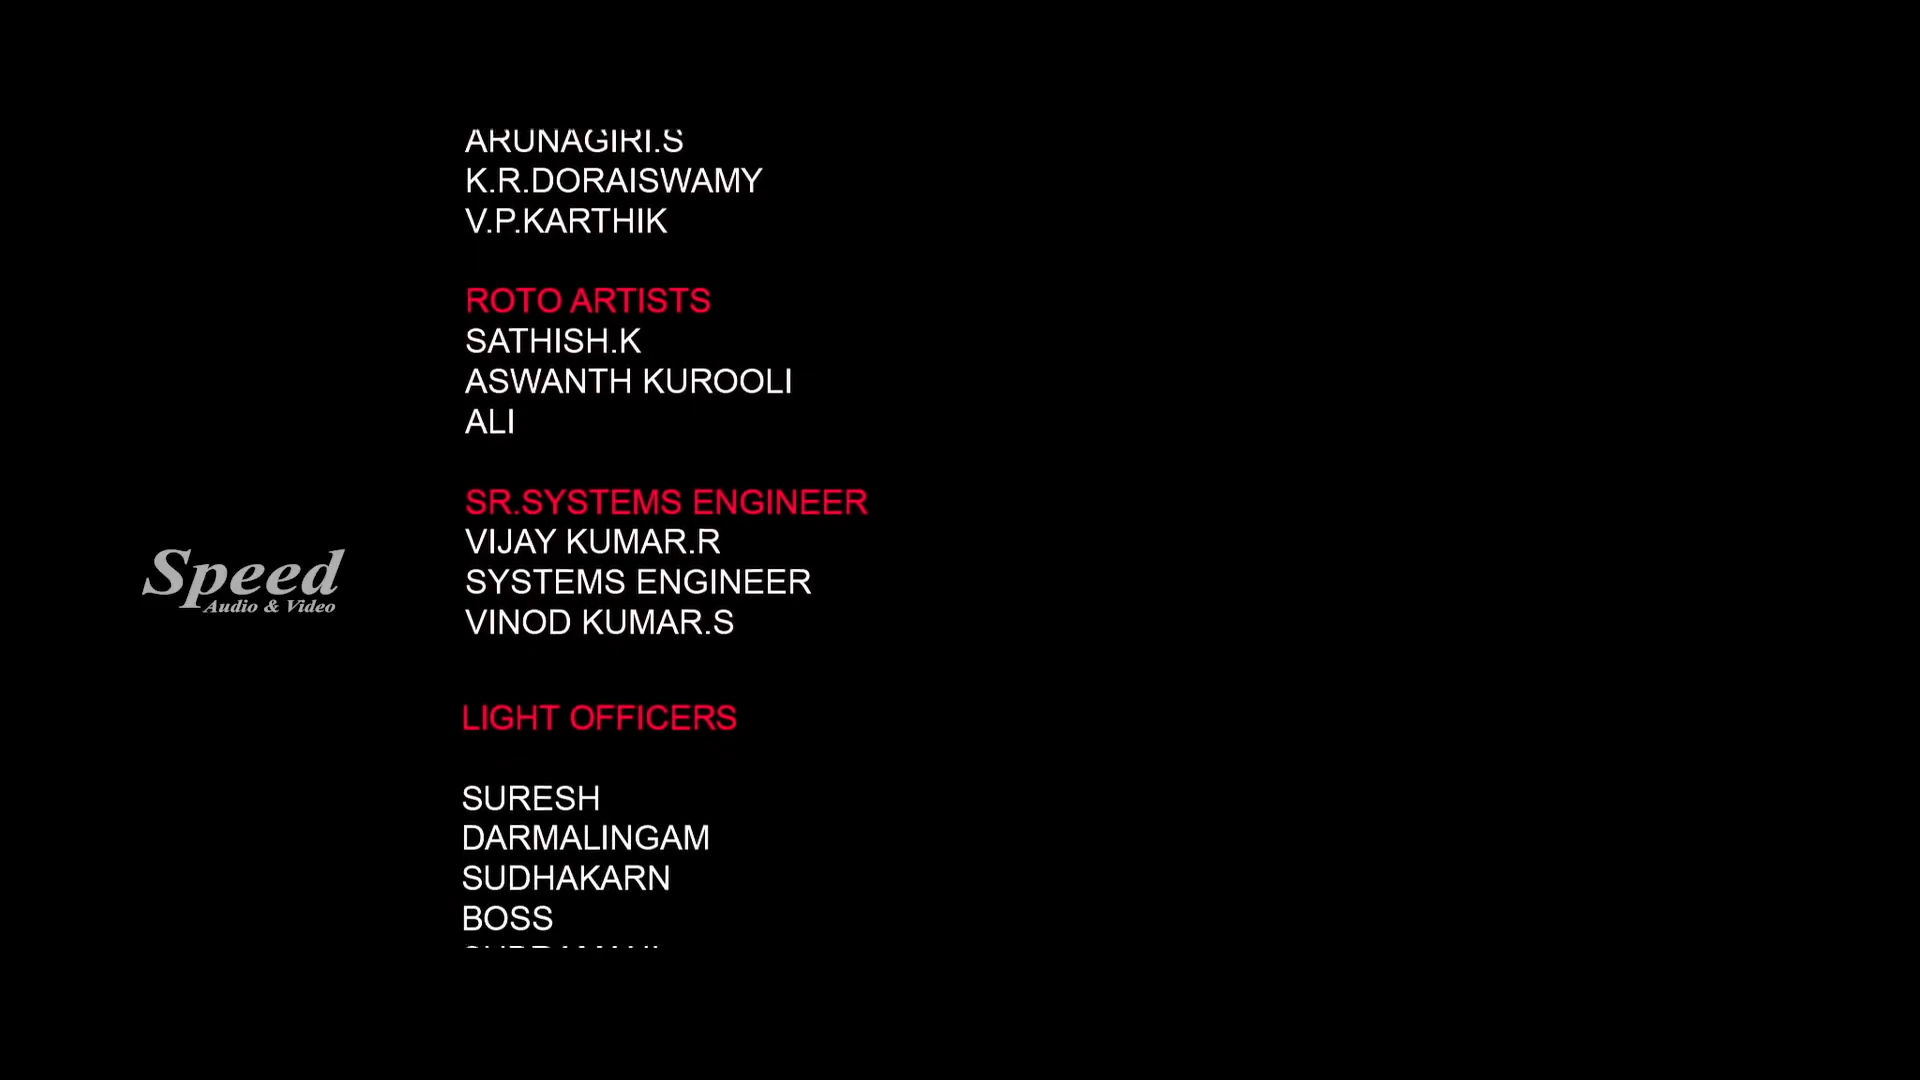 ARUNAGIRI.S
K.R.DORAISWAMY
V.P.KARTHIK
ROTO ARTISTS
SATHISH.K
ASWANTH KUROOLI
ALI
SR.SYSTEMS ENGINEER
VIJAY KUMAR.R
SYSTEMS ENGINEER
VINOD KUMAR.S
Speed
Audio & Video
LIGHT OFFICERS
SURESH
DARMALINGAM
SUDHAKARN
BOSS